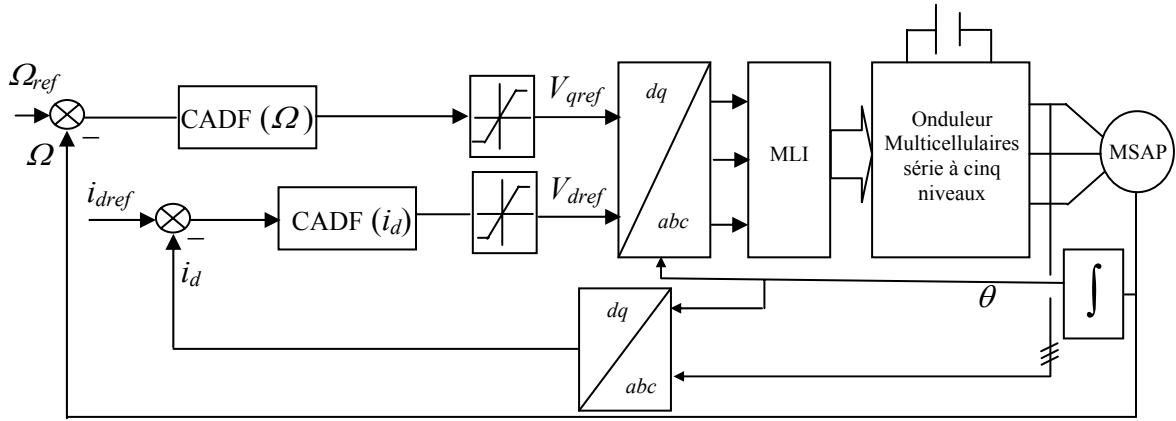 Ωref
Ω
−
CADF (Ω)
Vqref
idref
−
id
CADF (id)
Vdref
dq
abc
MLI
Onduleur
Multicellulaires
série à cinq
niveaux
MSAP
θ
∫
dq
abc